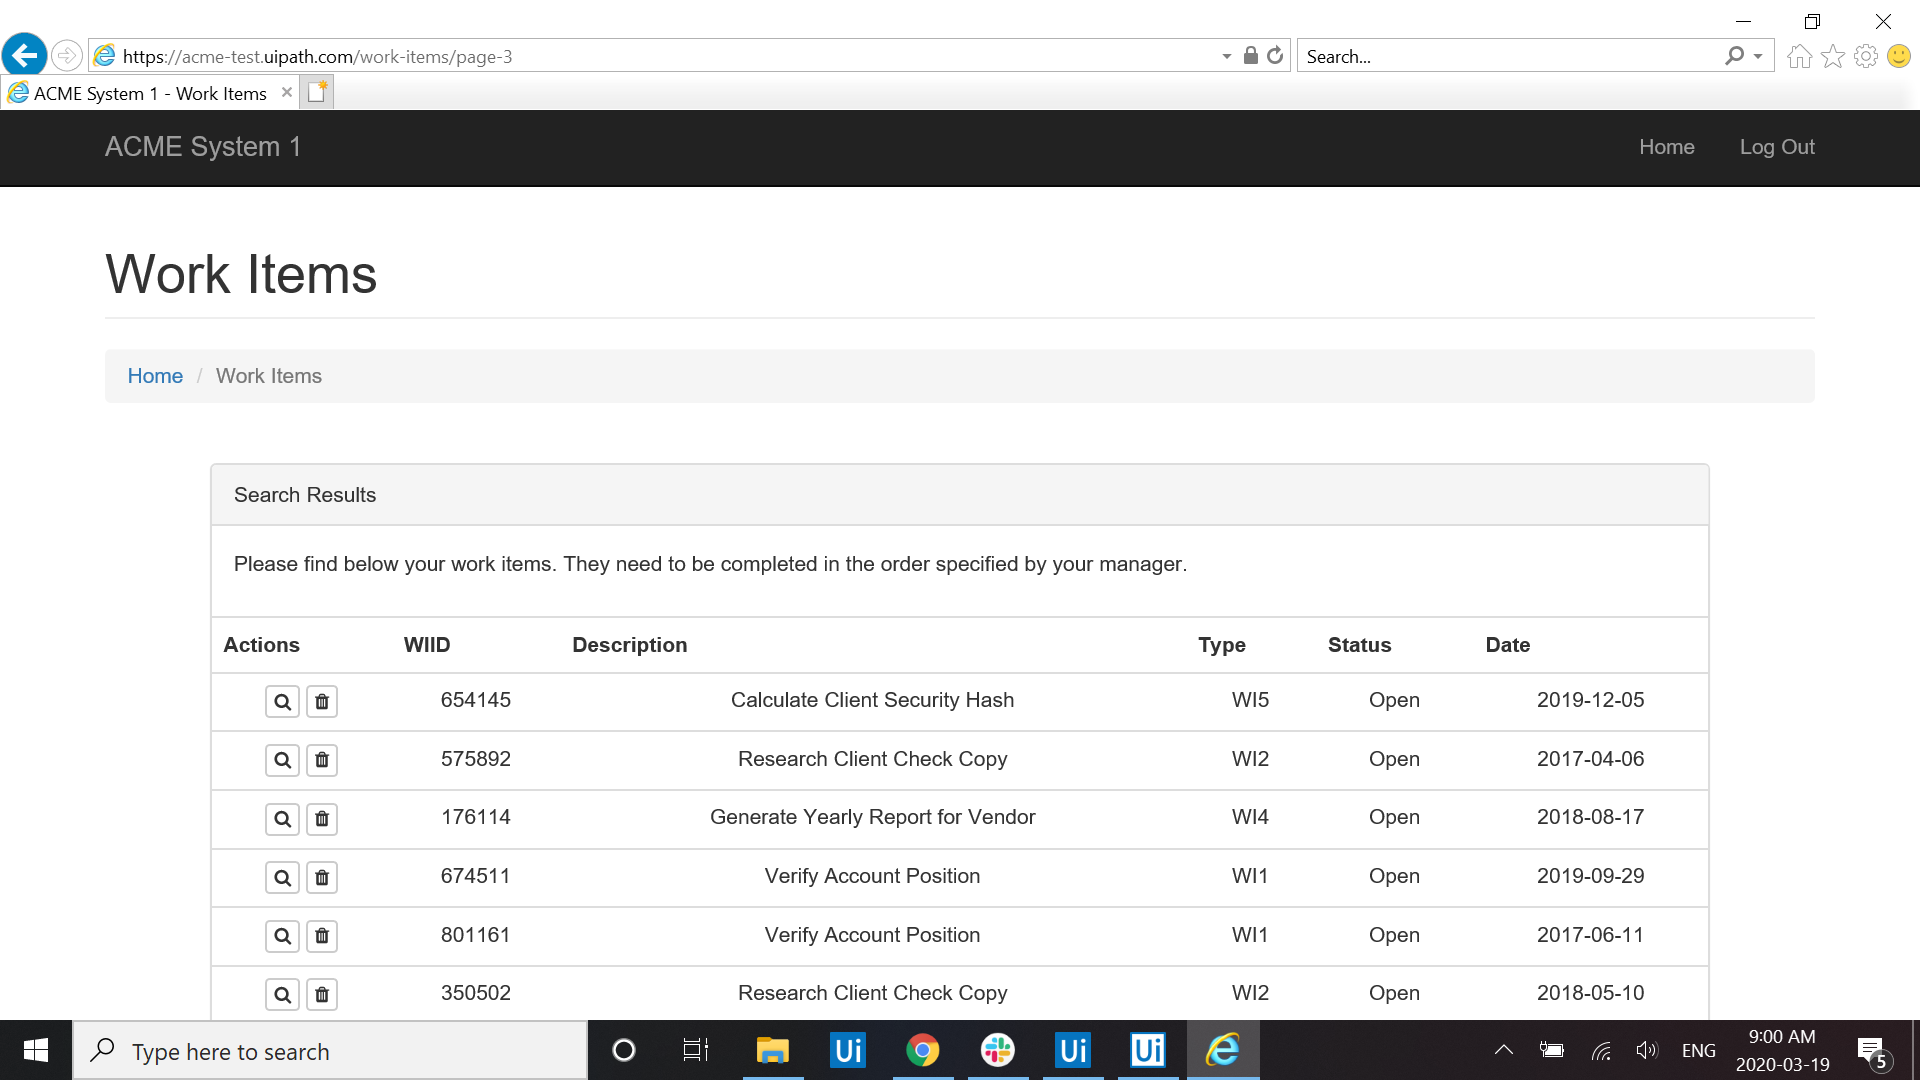 https://acme-test.uipath.com/work-items/page-3
Search...
ACME System 1 - Work Items
ACME System 1
Home
Log Out
Work Items
Home / Work Items
Search Results
Please find below your work items. They need to be completed in the order specified by your manager.
Actions WIID Description Type Status Date
654145 Calculate Client Security Hash WI5 Open 2019-12-05
575892 Research Client Check Copy WI2 Open 2017-04-06
176114 Generate Yearly Report for Vendor WI4 Open 2018-08-17
674511 Verify Account Position WI1 Open 2019-09-29
801161 Verify Account Position WI1 Open 2017-06-11
350502 Research Client Check Copy WI2 Open 2018-05-10
Type here to search
Ui
Ui
Ui
ENG
9:00 AM
2020-03-19
5